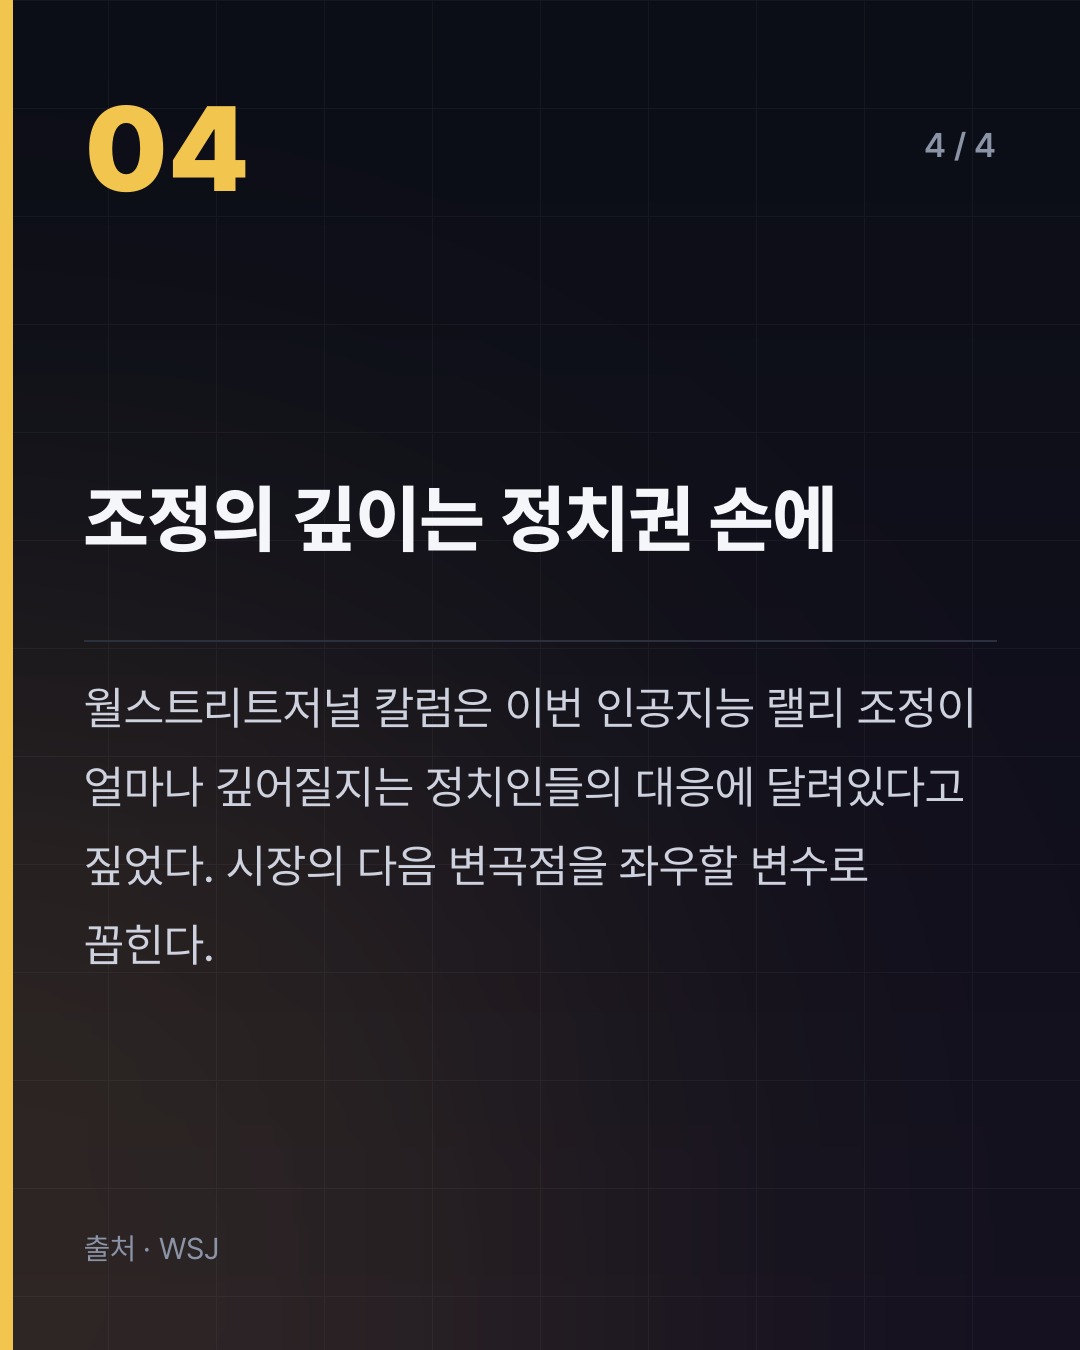 04
4 / 4
조정의 깊이는 정치권 손에
월스트리트저널 칼럼은 이번 인공지능 랠리 조정이
얼마나 깊어질지는 정치인들의 대응에 달려있다고
짚었다. 시장의 다음 변곡점을 좌우할 변수로
꼽힌다.
출처 · WSJ